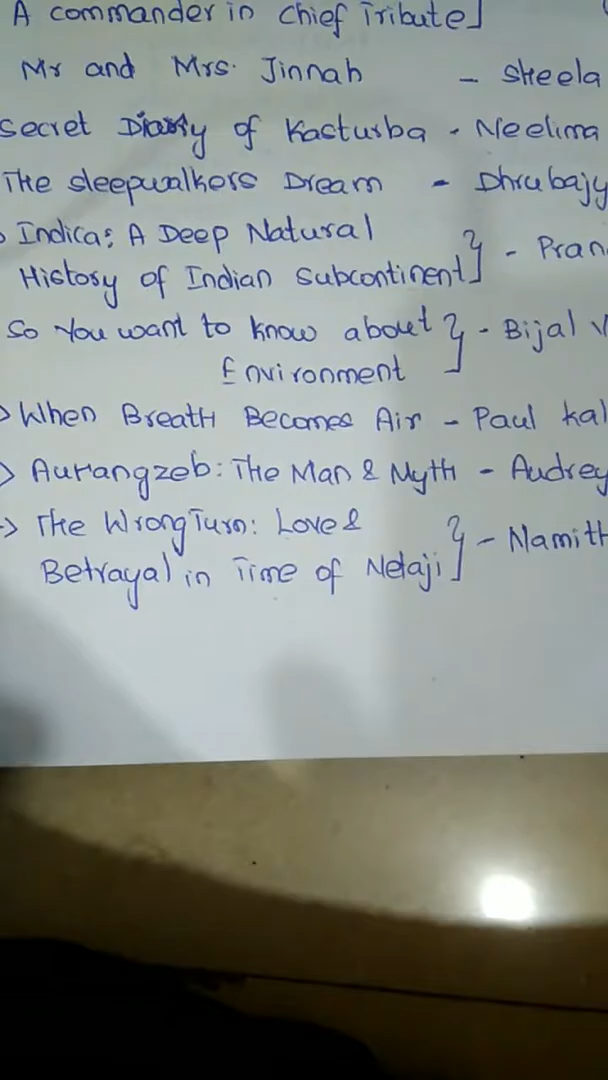 A commander in chief Tribute]
Mr and Mrs. Jinnah - Sheela
Secret Diary of Kasturba - Neelima
The sleepwalkers Dream - Dhrubajy
Indica: A Deep Natural
History of Indian subcontinent } - Pran
So You want to know about
Environment } - Bijal V
When Breath Becomes Air - Paul kal
> Aurangzeb: The Man & Myth - Audrey
-> The Wrong Turn: Love &
Betrayal in Time of Netaji } - Namith